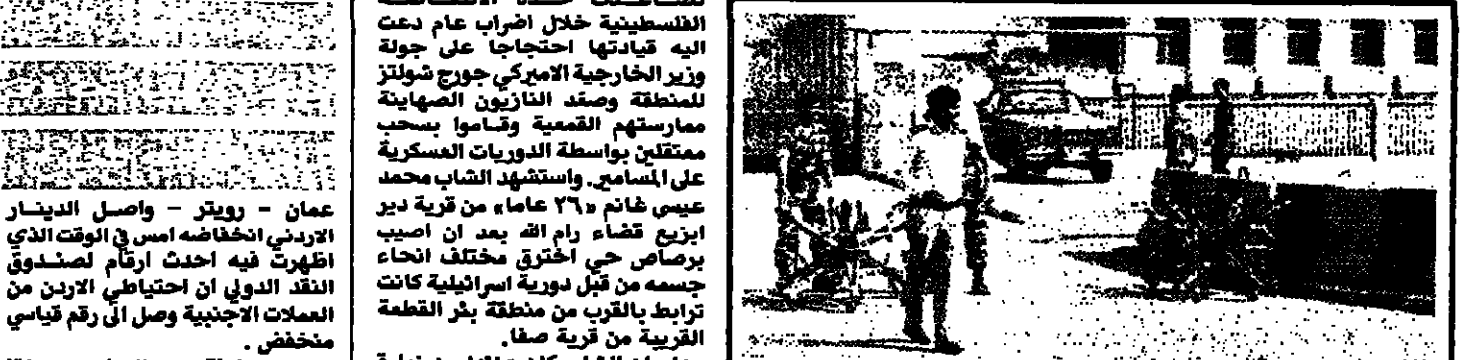 الفلسطينية خلال اضراب عام دعت
اليه قيادتها احتجاجا على جولة
وزير الخارجية الاميركي جورج شولتز
للمنطقة وصعّد النازيون الصهاينة
ممارستهم القمعية وقاموا بسحب
معتقلين بواسطة الدوريات العسكرية
على المسامير. واستشهد الشاب محمد
عيسى غانم «٢٦ عاما» من قرية دير
ابزيع قضاء رام الله بعد ان اصيب
برصاص حي اخترق مختلف انحاء
جسمه من قبل دورية اسرائيلية كانت
ترابط بالقرب من منطقة بئر القطعة
القريبة من قرية صفا.
عمان - رويتر - واصل الدينار
الاردني انخفاضه امس في الوقت الذي
اظهرت فيه احدث ارقام لصندوق
النقد الدولي ان احتياطي الاردن من
العملات الاجنبية وصل الى رقم قياسي
منخفض.